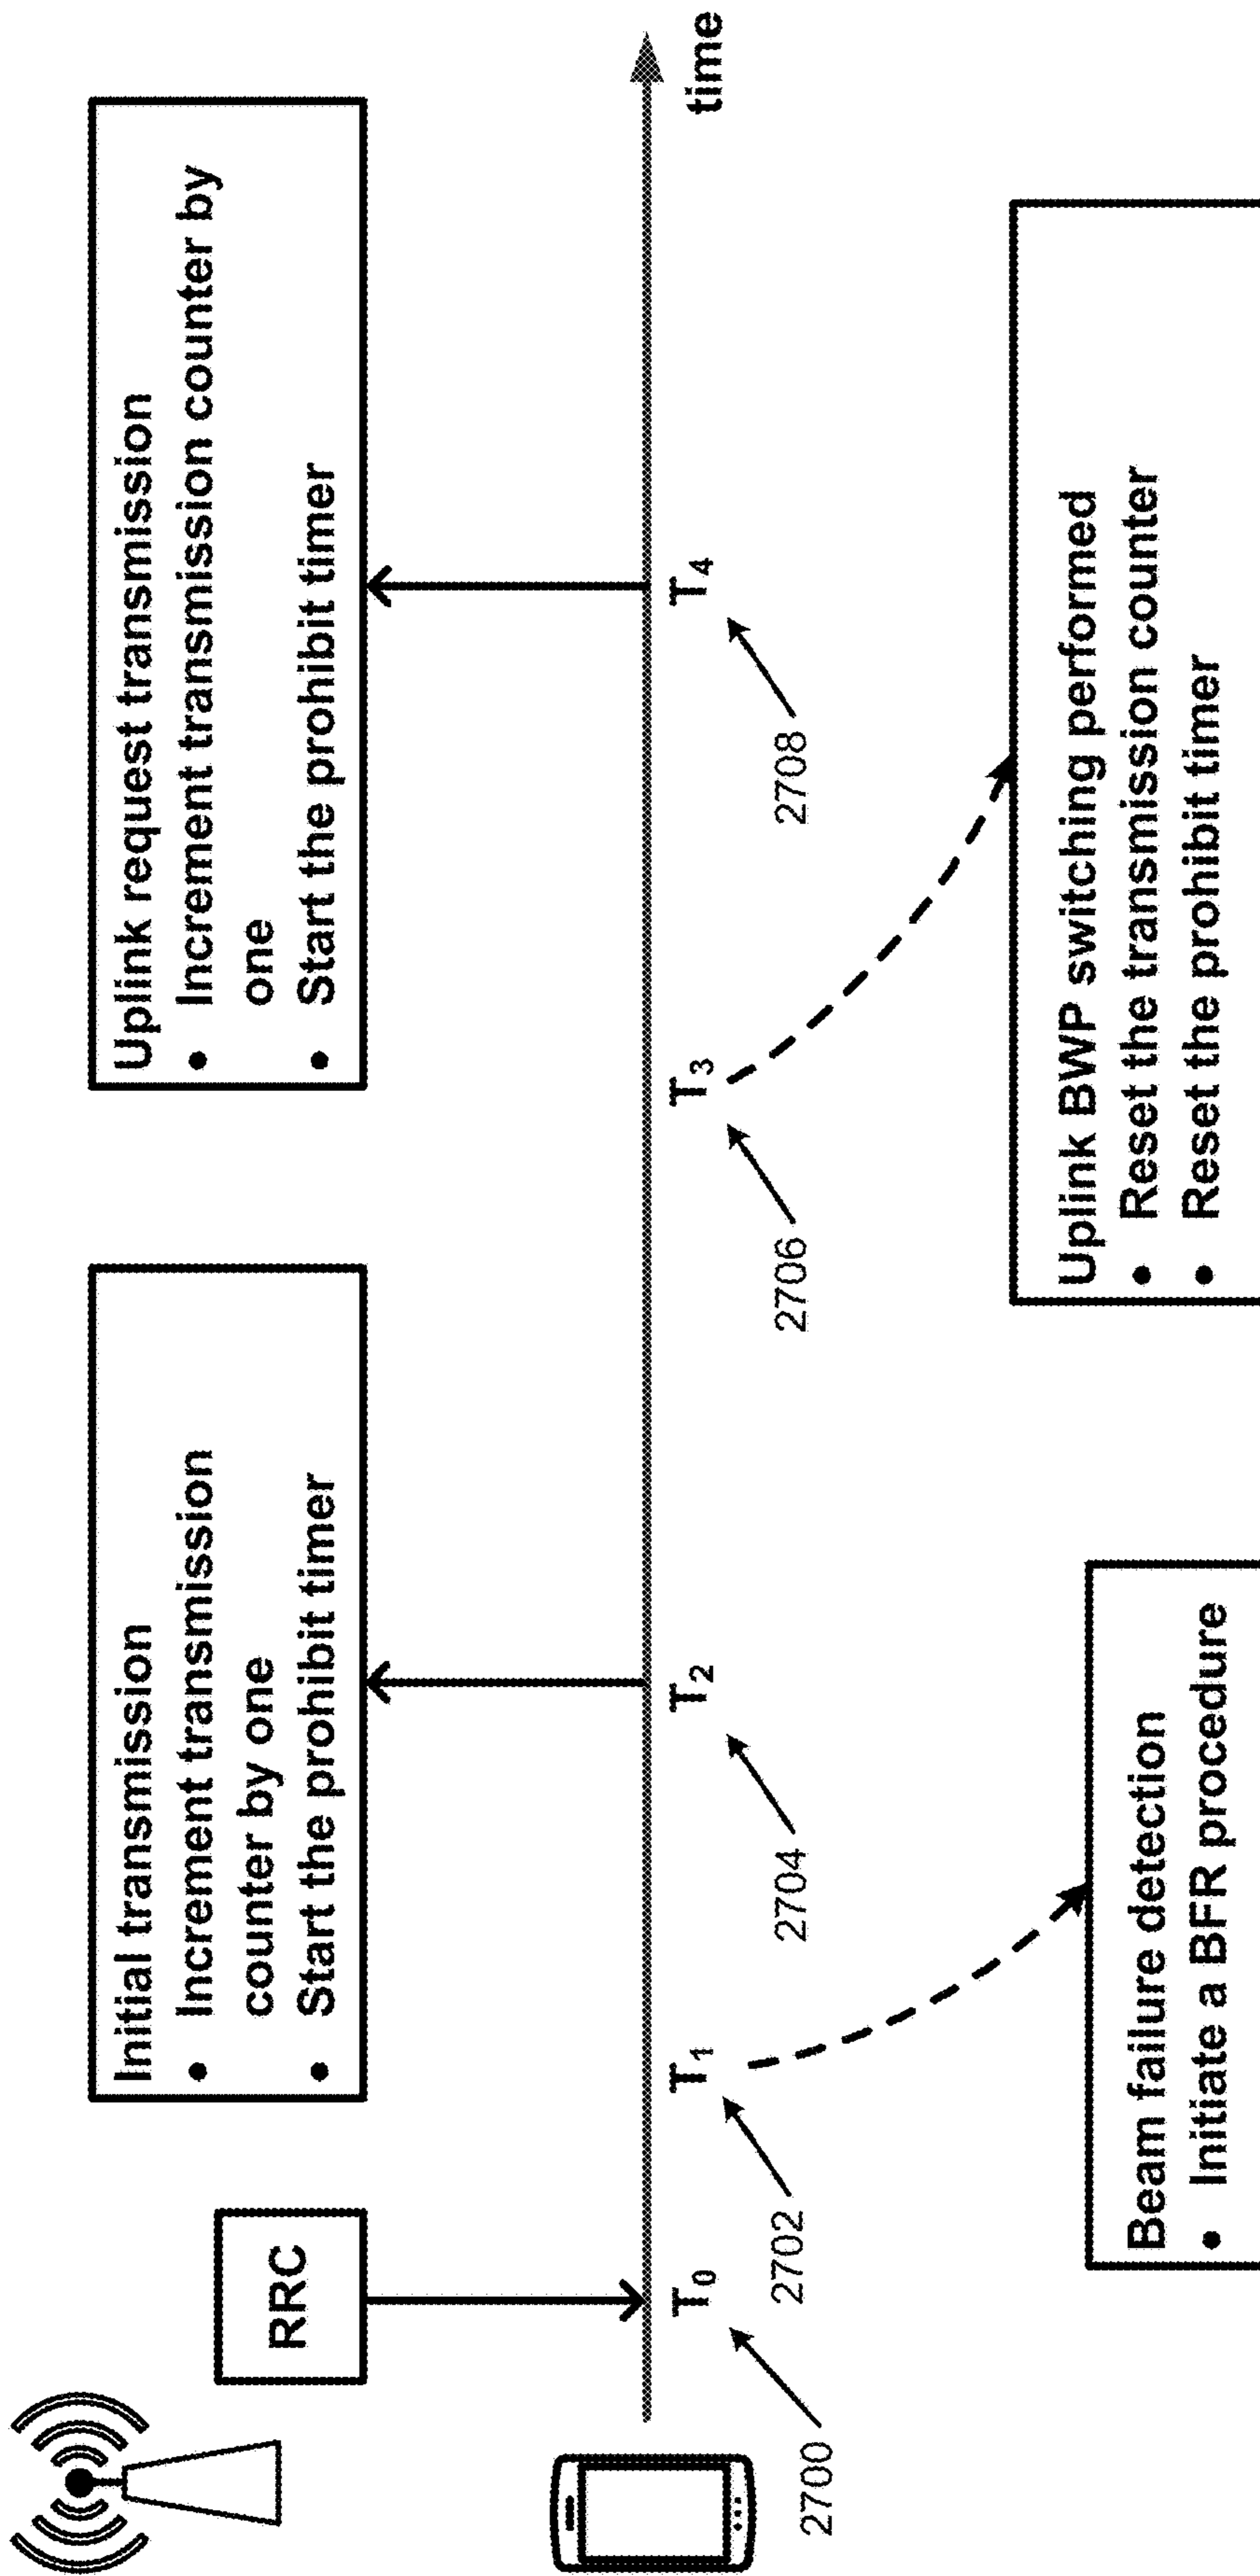 RRC
Initial transmission
• Increment transmission
counter by one
• Start the prohibit timer
Uplink request transmission
• Increment transmission counter by
one
• Start the prohibit timer
T0
T1
T2
T3
T4
time
2700
2702
2704
2706
2708
Beam failure detection
• Initiate a BFR procedure
Uplink BWP switching performed
• Reset the transmission counter
• Reset the prohibit timer